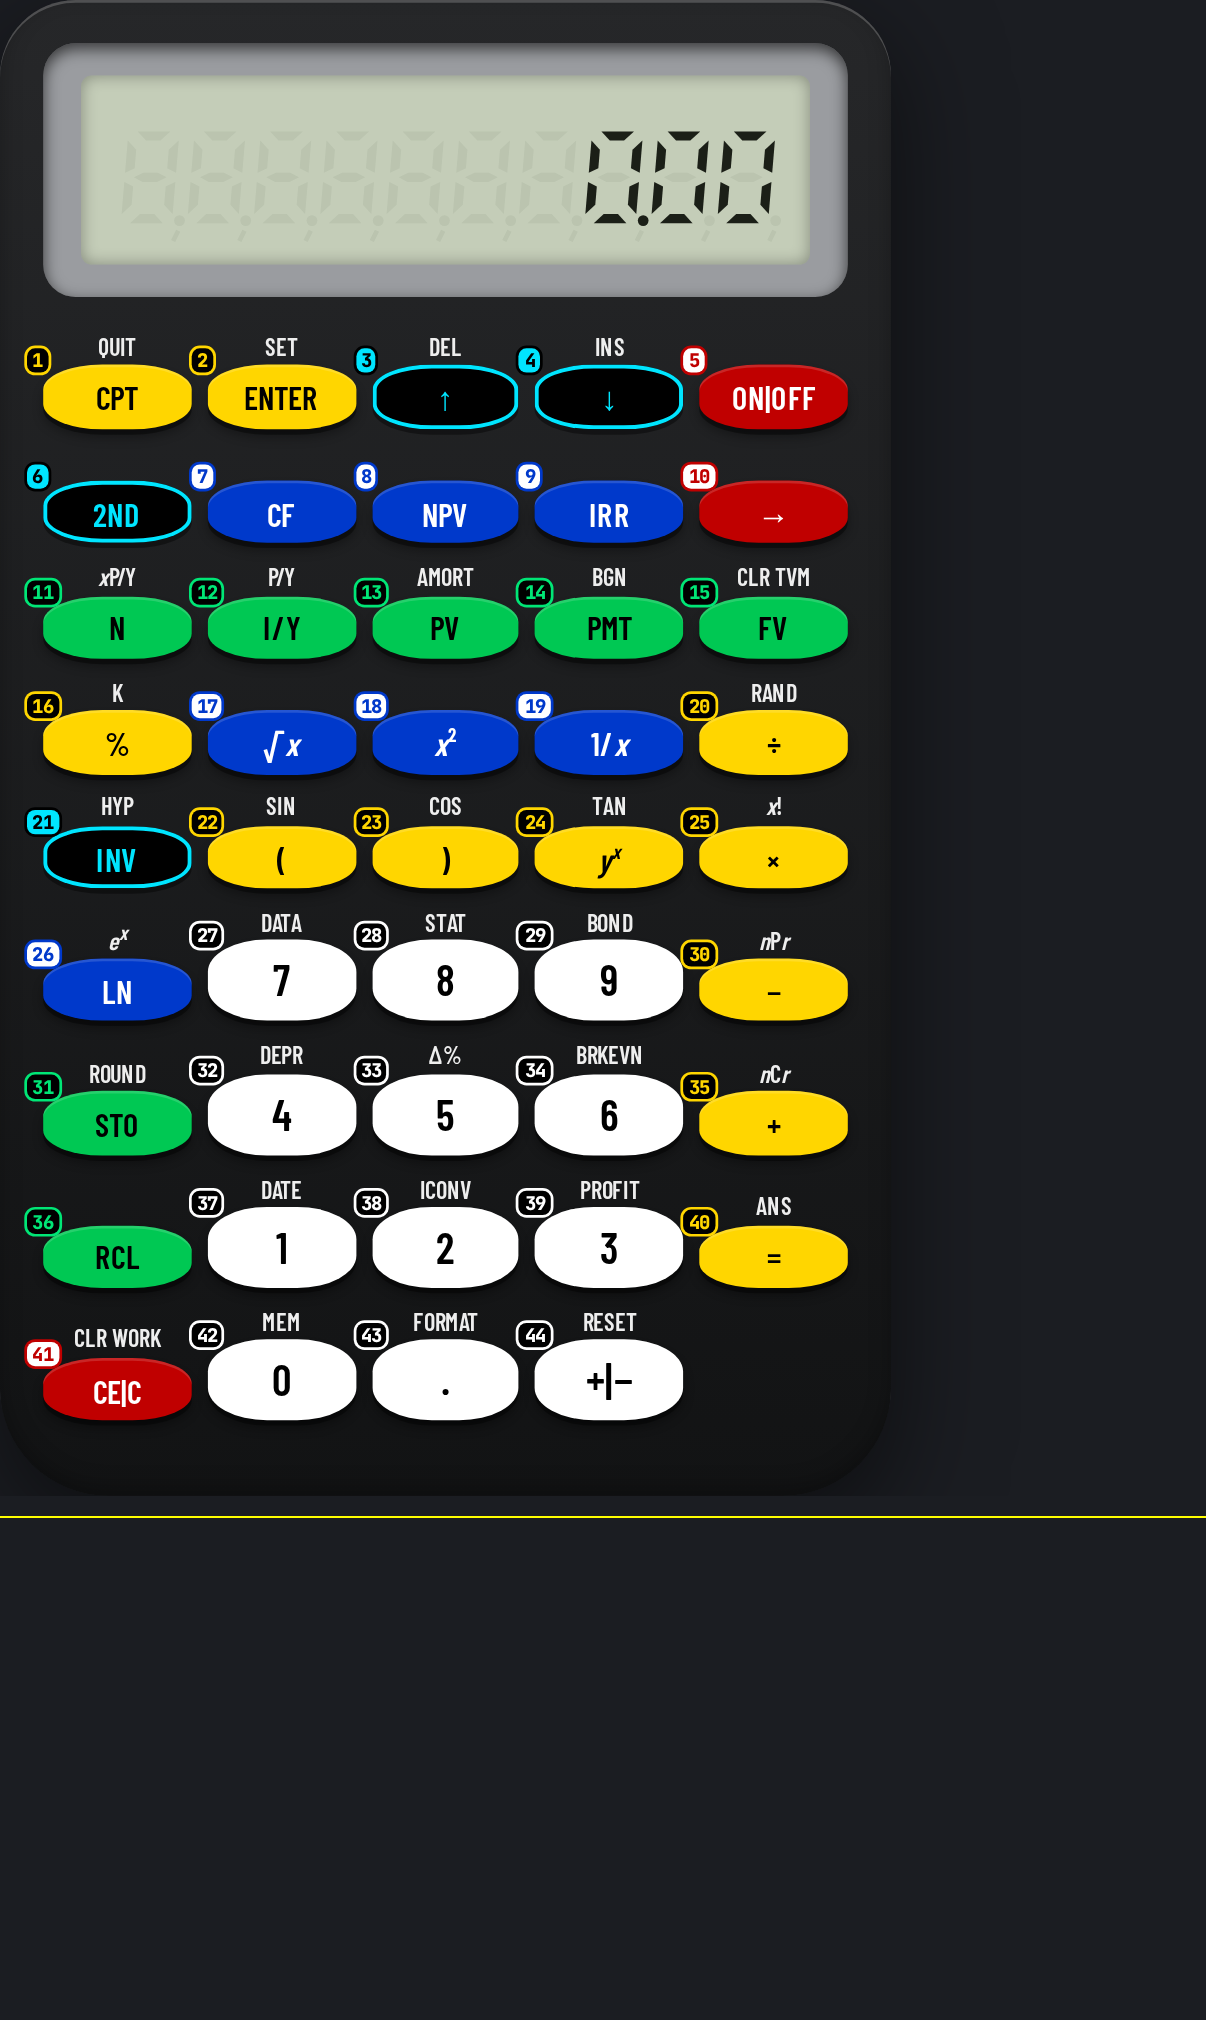 0.00
QUIT SET DEL INS
1 CPT 2 ENTER 3 ↑ 4 ↓ 5 ON|OFF
6 2ND 7 CF 8 NPV 9 IRR 10 →
xP/Y P/Y AMORT BGN CLR TVM
11 N 12 I/Y 13 PV 14 PMT 15 FV
K RAND
16 % 17 √x 18 x² 19 1/x 20 ÷
HYP SIN COS TAN x!
21 INV 22 ( 23 ) 24 yˣ 25 ×
eˣ DATA STAT BOND nPr
26 LN 27 7 28 8 29 9 30 −
ROUND DEPR Δ% BRKEVN nCr
31 STO 32 4 33 5 34 6 35 +
DATE ICONV PROFIT ANS
36 RCL 37 1 38 2 39 3 40 =
CLR WORK MEM FORMAT RESET
41 CE|C 42 0 43 . 44 +|−